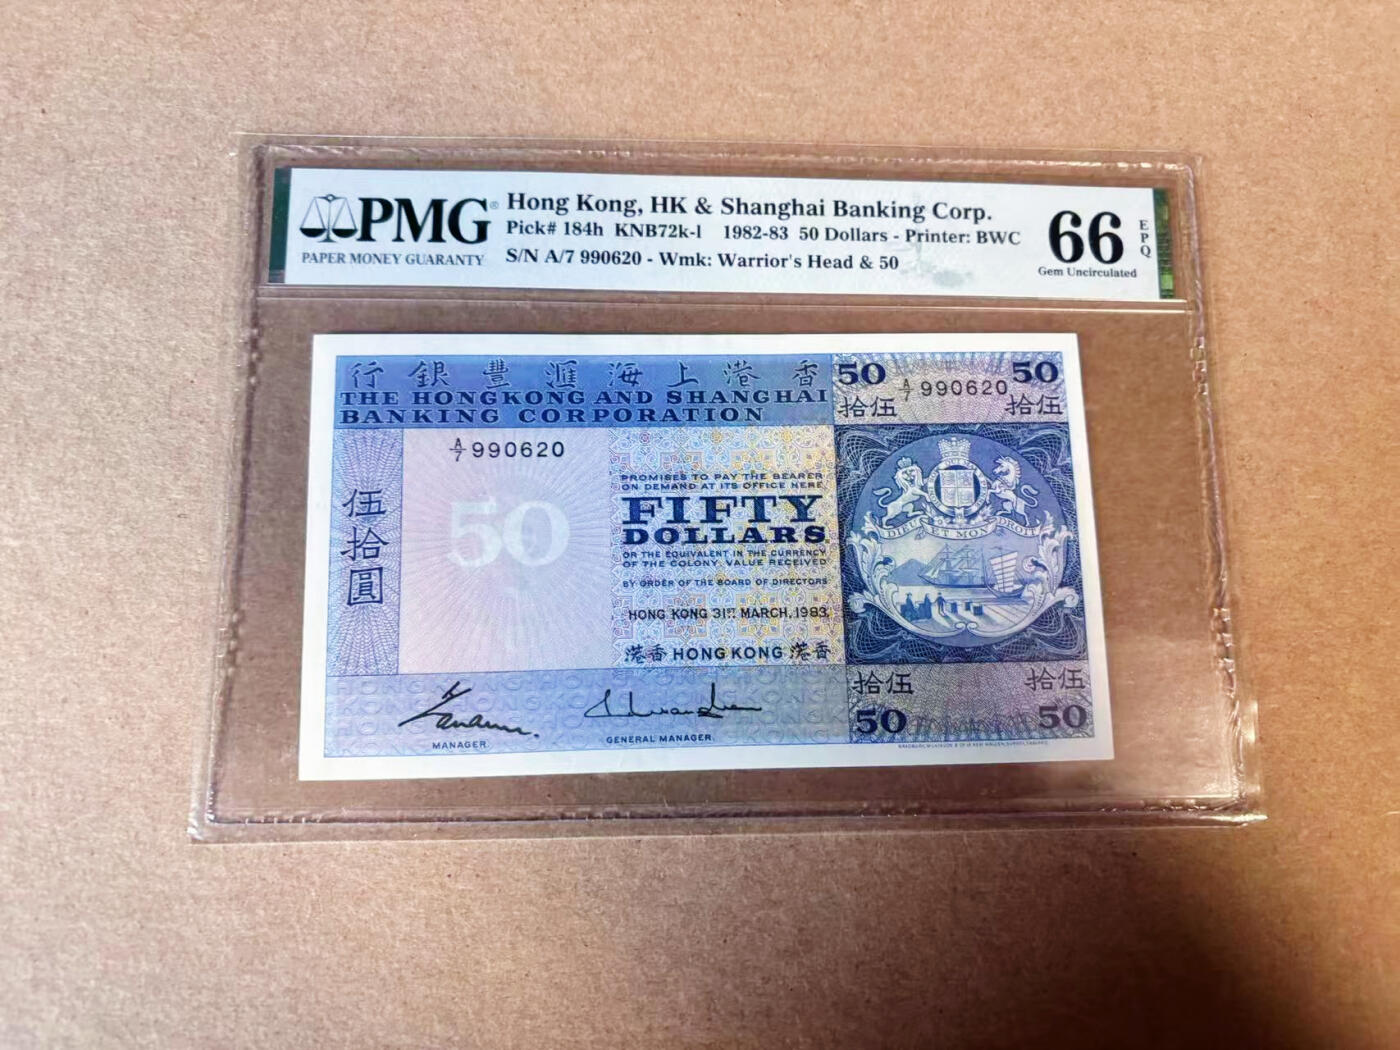 PMG®
PAPER MONEY GUARANTY
Hong Kong, HK & Shanghai Banking Corp.
Pick# 184h KNB72k-l 1982-83 50 Dollars - Printer: BWC
S/N A/7 990620 - Wmk: Warrior's Head & 50
66
EPQ
Gem Uncirculated
行銀豐滙海上港香
THE HONGKONG AND SHANGHAI
BANKING CORPORATION
50 A/7 990620 50
拾伍 拾伍
A/7 990620
伍拾圓
50
PROMISES TO PAY THE BEARER
ON DEMAND AT ITS OFFICE HERE
FIFTY
DOLLARS
OR THE EQUIVALENT IN THE CURRENCY
OF THE COLONY, VALUE RECEIVED
BY ORDER OF THE BOARD OF DIRECTORS
HONG KONG 31ST MARCH, 1983.
港香 HONG KONG 港香
DIEU ET MON DROIT
MANAGER.
GENERAL MANAGER.
拾伍 拾伍
50 50